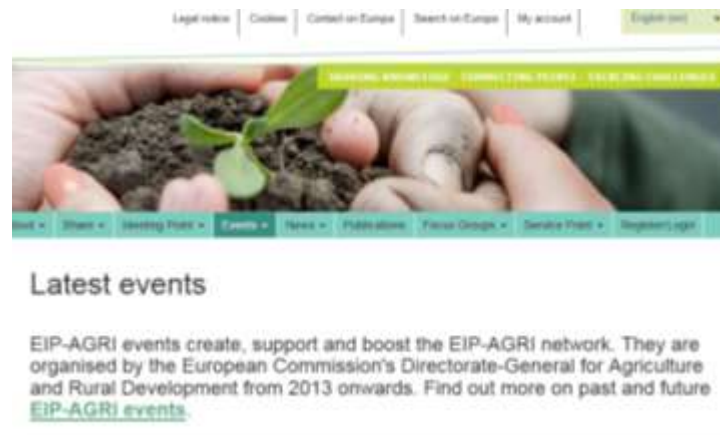 Legal notice Cookies Contact on Europa Search on Europa My account English (en)
SHARING KNOWLEDGE CONNECTING PEOPLE TACKLING CHALLENGES
Share Meeting Point Events News Publications Focus Groups Service Point Register/Login
Latest events
EIP-AGRI events create, support and boost the EIP-AGRI network. They are
organised by the European Commission's Directorate-General for Agriculture
and Rural Development from 2013 onwards. Find out more on past and future
EIP-AGRI events.